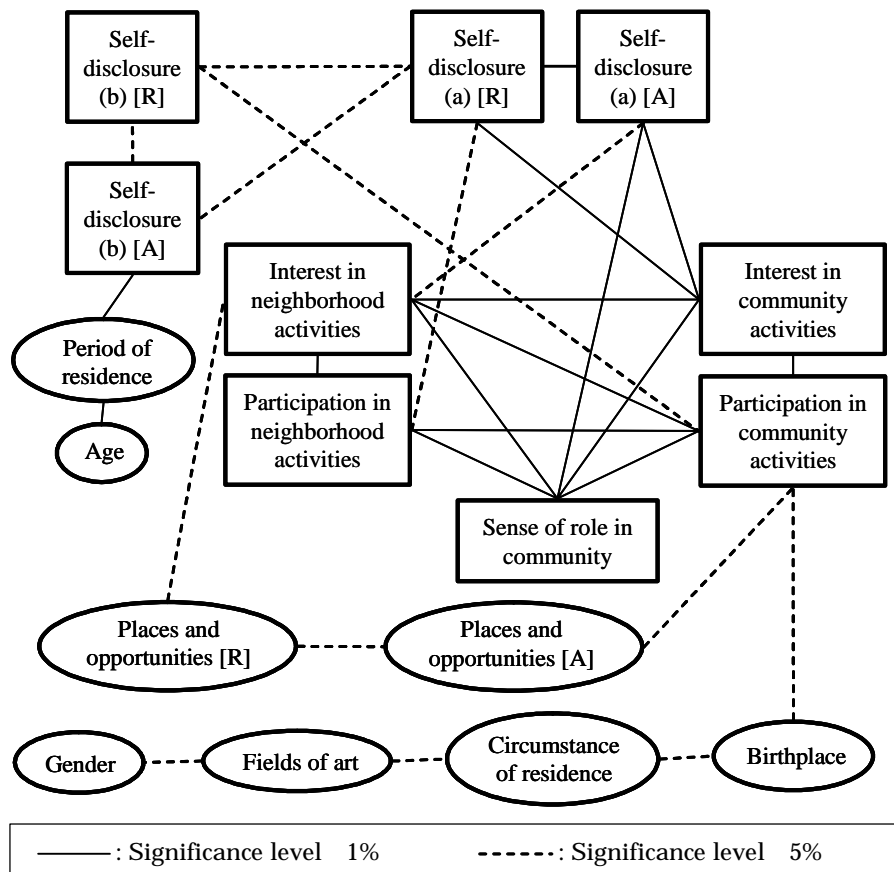 Self-
disclosure
(b) [R]
Self-
disclosure
(a) [R]
Self-
disclosure
(a) [A]
Self-
disclosure
(b) [A]
Interest in
neighborhood
activities
Interest in
community
activities
Period of
residence
Participation in
neighborhood
activities
Participation in
community
activities
Age
Sense of role in
community
Places and
opportunities [R]
Places and
opportunities [A]
Gender
Fields of art
Circumstance
of residence
Birthplace
: Significance level 1%
: Significance level 5%